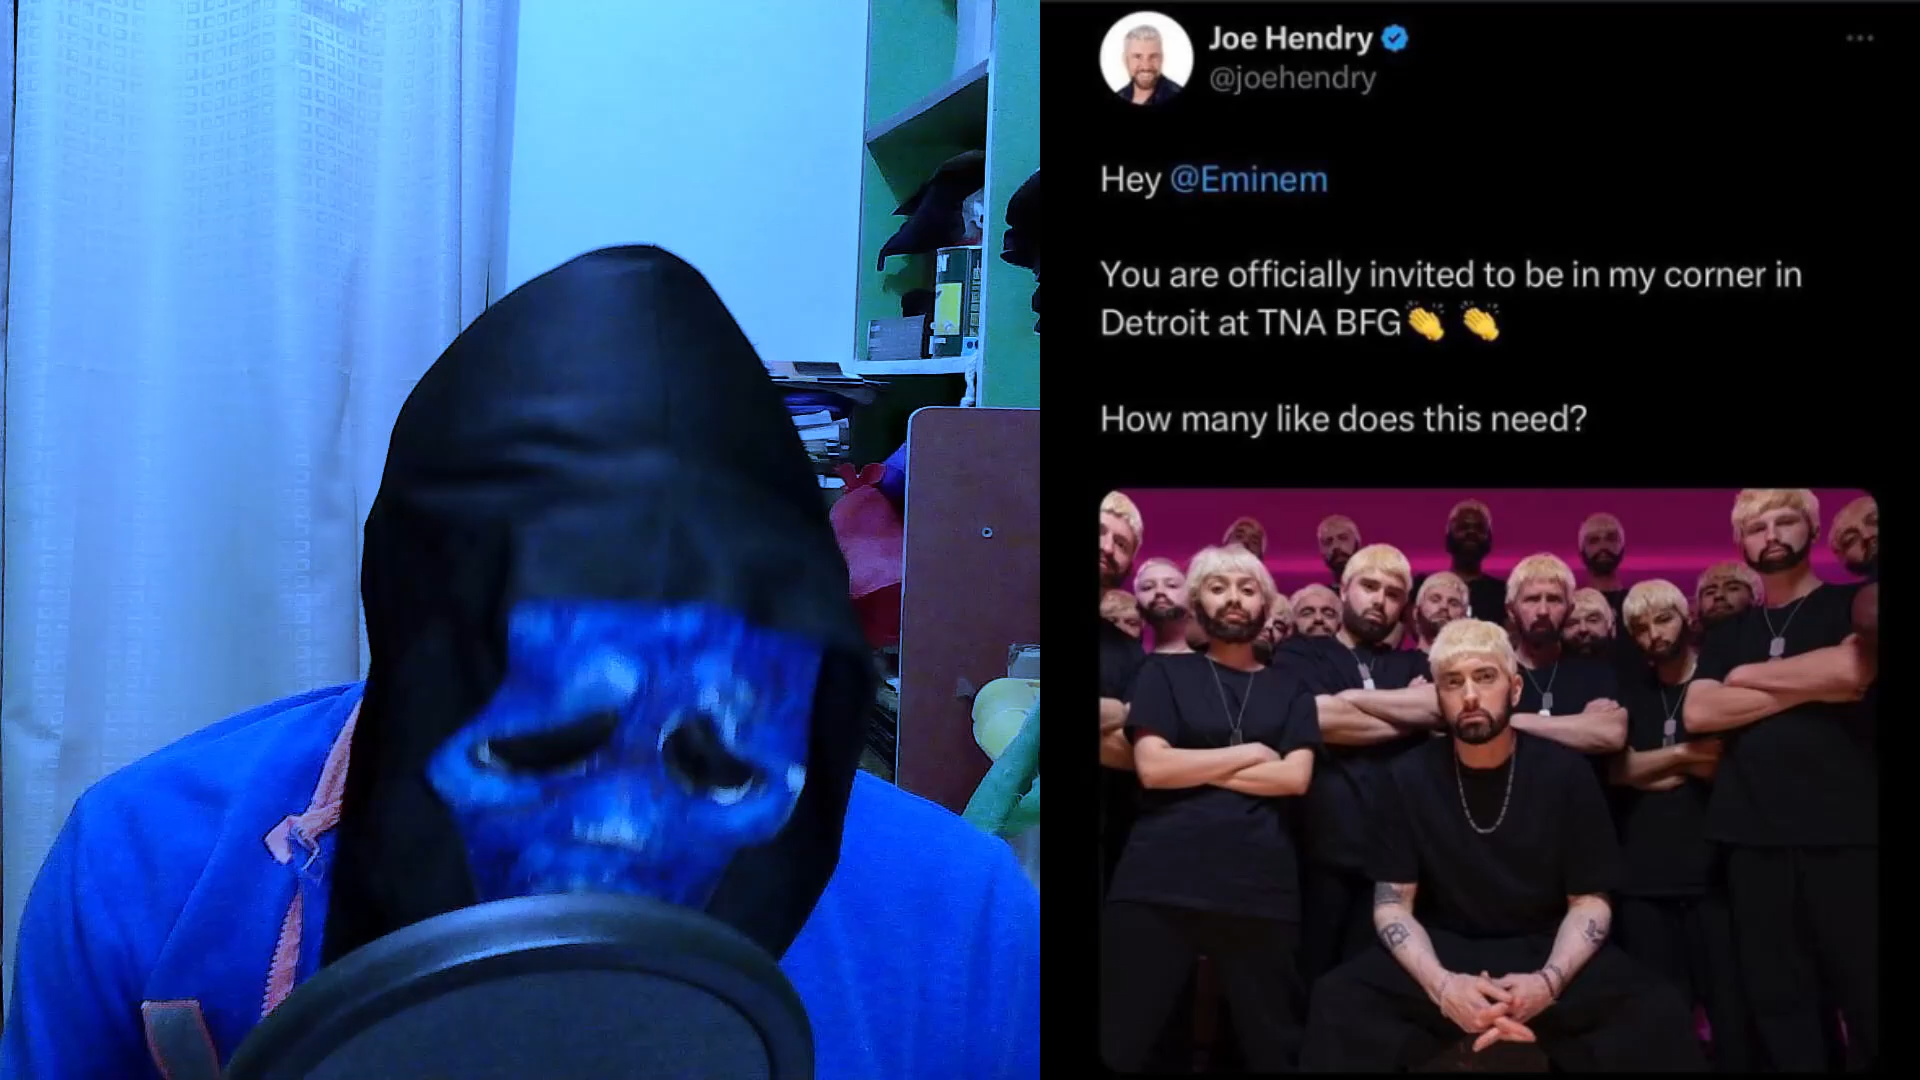 Joe Hendry
@joehendry
Hey @Eminem
You are officially invited to be in my corner in
Detroit at TNA BFG👏 👏
How many like does this need?